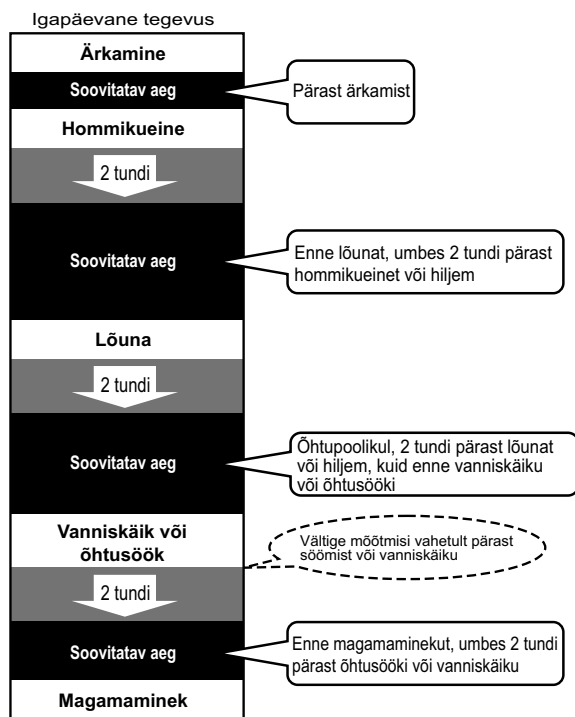 Igapäevane tegevus
Ärkamine
Soovitatav aeg
Pärast ärkamist
Hommikueine
2 tundi
Soovitatav aeg
Enne lõunat, umbes 2 tundi pärast
hommikueinet või hiljem
Lõuna
2 tundi
Soovitatav aeg
Õhtupoolikul, 2 tundi pärast lõunat
või hiljem, kuid enne vanniskäiku
või õhtusööki
Vanniskäik või
õhtusöök
Vältige mõõtmisi vahetult pärast
söömist või vanniskäiku
2 tundi
Soovitatav aeg
Enne magamaminekut, umbes 2 tundi
pärast õhtusööki või vanniskäiku
Magamaminek